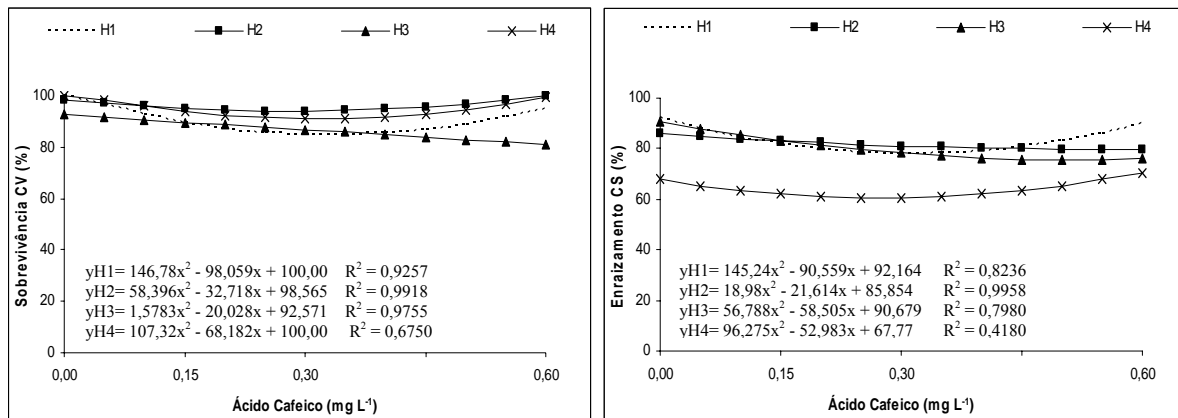 H1 H2 H3 H4
Sobrevivência CV (%)
100
80
60
40
20
0
yH1= 146,78x² - 98,059x + 100,00 R² = 0,9257
yH2= 58,396x² - 32,718x + 98,565 R² = 0,9918
yH3= 1,5783x² - 20,028x + 92,571 R² = 0,9755
yH4= 107,32x² - 68,182x + 100,00 R² = 0,6750
0,00 0,15 0,30 0,60
Ácido Cafeico (mg L⁻¹)
H1 H2 H3 H4
Enraizamento CS (%)
100
80
60
40
20
0
yH1= 145,24x² - 90,559x + 92,164 R² = 0,8236
yH2= 18,98x² - 21,614x + 85,854 R² = 0,9958
yH3= 56,788x² - 58,505x + 90,679 R² = 0,7980
yH4= 96,275x² - 52,983x + 67,77 R² = 0,4180
0,00 0,15 0,30 0,60
Ácido Cafeico (mg L⁻¹)